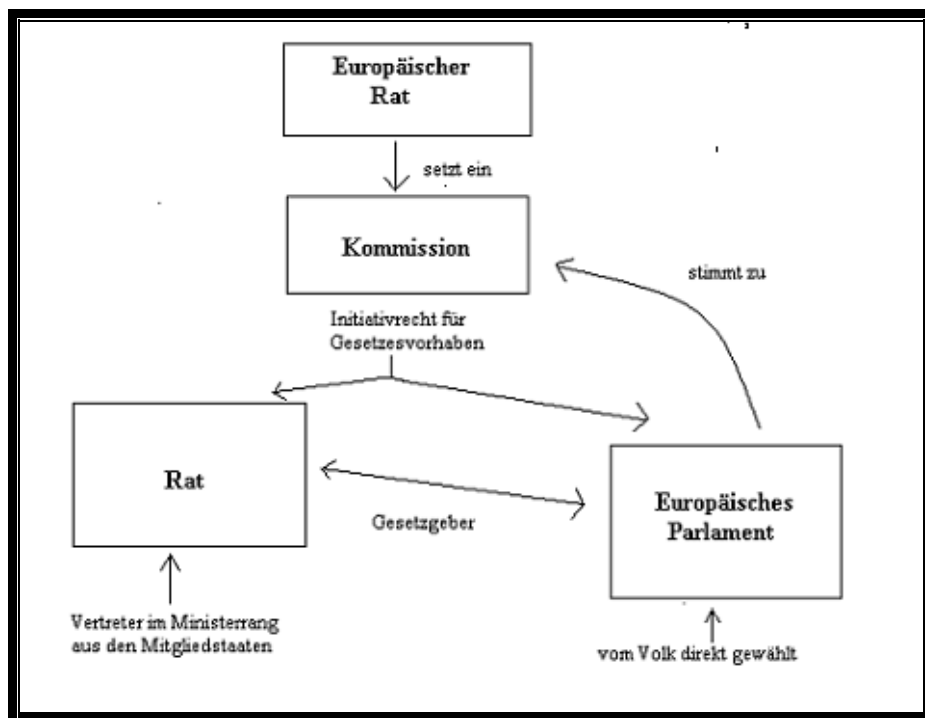 Europäischer
Rat
setzt ein
Kommission
stimmt zu
Initiativrecht für
Gesetzesvorhaben
Rat
Europäisches
Parlament
Gesetzgeber
Vertreter im Ministerrang
aus den Mitgliedstaaten
vom Volk direkt gewählt